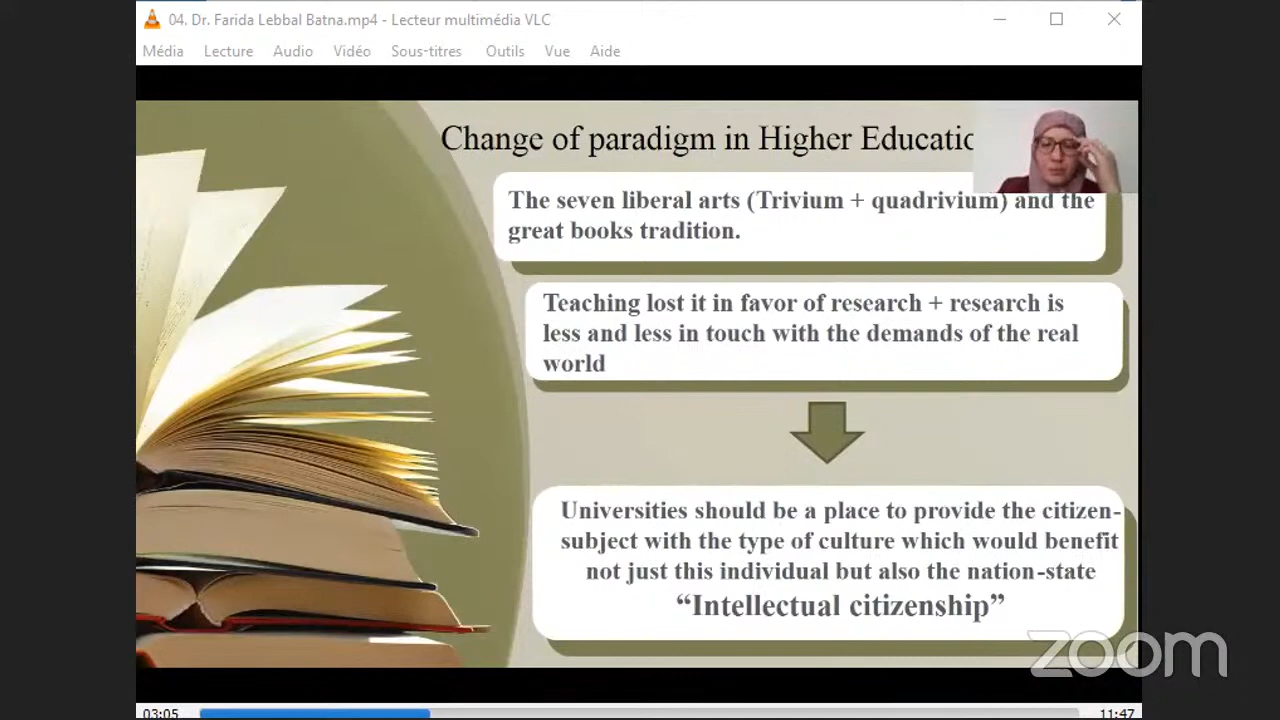 04. Dr. Farida Lebbal Batna.mp4 - Lecteur multimédia VLC
Média Lecture Audio Vidéo Sous-titres Outils Vue Aide
Change of paradigm in Higher Educatio
The seven liberal arts (Trivium + quadrivium) and the
great books tradition.
Teaching lost it in favor of research + research is
less and less in touch with the demands of the real
world
Universities should be a place to provide the citizen-
subject with the type of culture which would benefit
not just this individual but also the nation-state
“Intellectual citizenship”
zoom
03:05 11:47